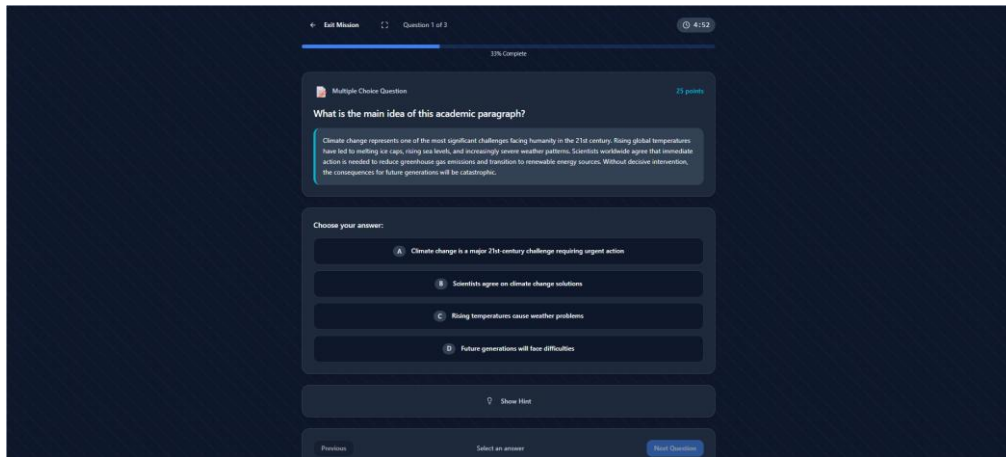 ← Exit Mission Question 1 of 3 4:52
33% Complete
Multiple Choice Question 25 points
What is the main idea of this academic paragraph?
Climate change represents one of the most significant challenges facing humanity in the 21st century. Rising global temperatures
have led to melting ice caps, rising sea levels, and increasingly severe weather patterns. Scientists worldwide agree that immediate
action is needed to reduce greenhouse gas emissions and transition to renewable energy sources. Without decisive intervention,
the consequences for future generations will be catastrophic.
Choose your answer:
A Climate change is a major 21st-century challenge requiring urgent action
B Scientists agree on climate change solutions
C Rising temperatures cause weather problems
D Future generations will face difficulties
Show Hint
Previous Select an answer Next Question